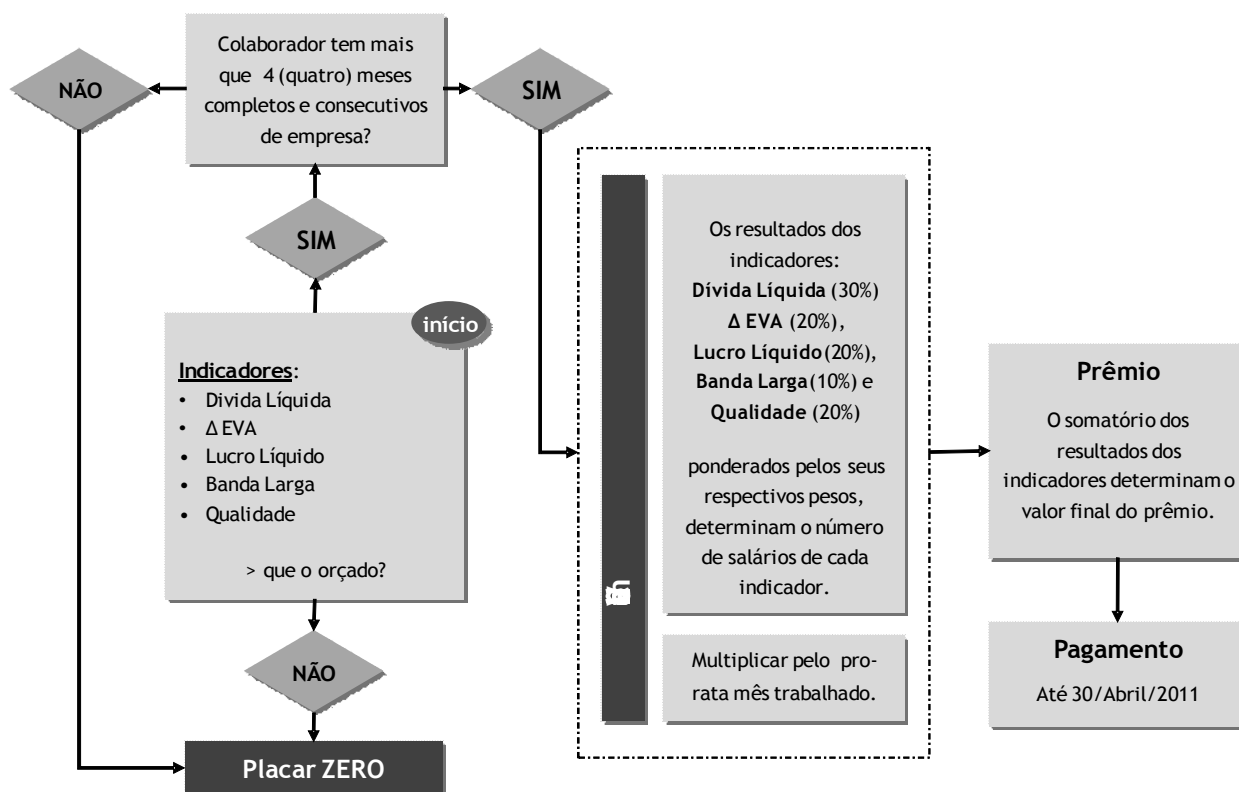 Colaborador tem mais
que 4 (quatro) meses
completos e consecutivos
de empresa?
NÃO
SIM
SIM
início
Indicadores:
• Divida Líquida
• Δ EVA
• Lucro Líquido
• Banda Larga
• Qualidade
> que o orçado?
NÃO
Placar ZERO
Os resultados dos
indicadores:
Dívida Líquida (30%)
Δ EVA (20%),
Lucro Líquido (20%),
Banda Larga (10%) e
Qualidade (20%)
ponderados pelos seus
respectivos pesos,
determinam o número
de salários de cada
indicador.
Multiplicar pelo pro-
rata mês trabalhado.
Prêmio
O somatório dos
resultados dos
indicadores determinam o
valor final do prêmio.
Pagamento
Até 30/Abril/2011